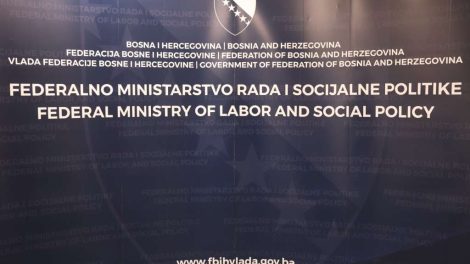 BOSNA I HERCEGOVINA | BOSNIA AND HERZEGOVINA
FEDERACIJA BOSNE I HERCEGOVINE | FEDERATION OF BOSNIA AND HERZEGOVINA
VLADA FEDERACIJE BOSNE I HERCEGOVINE | GOVERNMENT OF FEDERATION OF BOSNIA AND HERZEGOVINA
FEDERALNO MINISTARSTVO RADA I SOCIJALNE POLITIKE
FEDERAL MINISTRY OF LABOR AND SOCIAL POLICY
www.fbihvlada.gov.ba